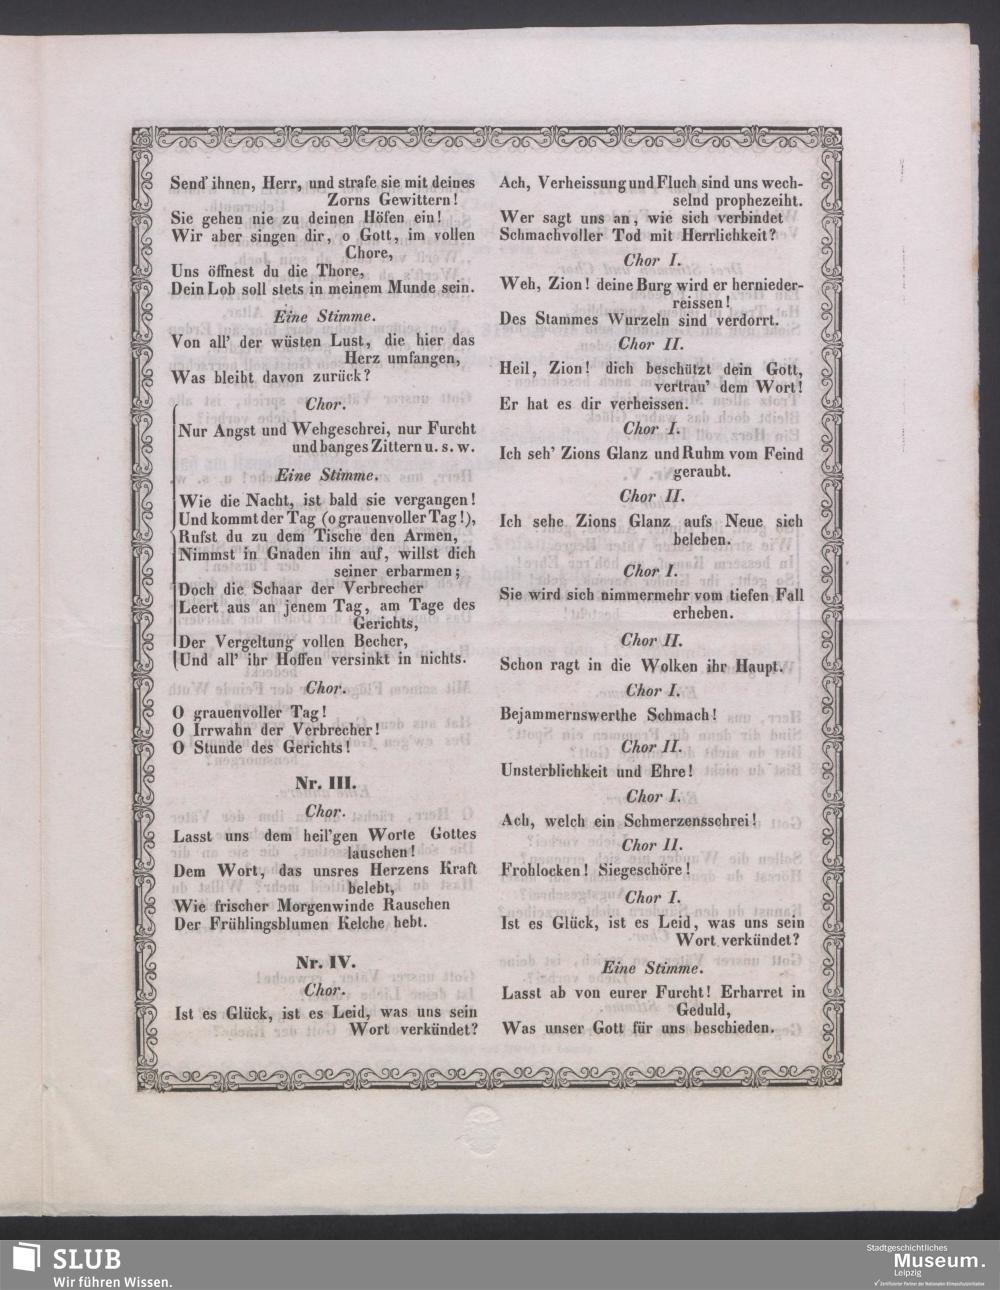 Send' ihnen, Herr, und strafe sie mit deines
Zorns Gewittern!
Sie gehen nie zu deinen Höfen ein!
Wir aber singen dir, o Gott, im vollen
Chore,
Uns öffnest du die Thore,
Dein Lob soll stets in meinem Munde sein.
Eine Stimme.
Von all' der wüsten Lust, die hier das
Herz umfangen,
Was bleibt davon zurück?
Chor.
Nur Angst und Wehgeschrei, nur Furcht
und banges Zittern u. s. w.
Eine Stimme.
Wie die Nacht, ist bald sie vergangen!
Und kommt der Tag (o grauenvoller Tag!),
Rufst du zu dem Tische den Armen,
Nimmst in Gnaden ihn auf, willst dich
seiner erbarmen;
Doch die Schaar der Verbrecher
Leert aus an jenem Tag, am Tage des
Gerichts,
Der Vergeltung vollen Becher,
Und all' ihr Hoffen versinkt in nichts.
Chor.
O grauenvoller Tag!
O Irrwahn der Verbrecher!
O Stunde des Gerichts!
Nr. III.
Chor.
Lasst uns dem heil'gen Worte Gottes
lauschen!
Dem Wort, das unsres Herzens Kraft
belebt,
Wie frischer Morgenwinde Rauschen
Der Frühlingsblumen Kelche hebt.
Nr. IV.
Chor.
Ist es Glück, ist es Leid, was uns sein
Wort verkündet?
Ach, Verheissung und Fluch sind uns wech-
selnd prophezeiht.
Wer sagt uns an, wie sich verbindet
Schmachvoller Tod mit Herrlichkeit?
Chor I.
Weh, Zion! deine Burg wird er hernieder-
reissen!
Des Stammes Wurzeln sind verdorrt.
Chor II.
Heil, Zion! dich beschützt dein Gott,
vertrau' dem Wort!
Er hat es dir verheissen.
Chor I.
Ich seh' Zions Glanz und Ruhm vom Feind
geraubt.
Chor II.
Ich sehe Zions Glanz aufs Neue sich
beleben.
Chor I.
Sie wird sich nimmermehr vom tiefen Fall
erheben.
Chor II.
Schon ragt in die Wolken ihr Haupt.
Chor I.
Bejammernswerthe Schmach!
Chor II.
Unsterblichkeit und Ehre!
Chor I.
Ach, welch ein Schmerzensschrei!
Chor II.
Frohlocken! Siegeschöre!
Chor I.
Ist es Glück, ist es Leid, was uns sein
Wort verkündet?
Eine Stimme.
Lasst ab von eurer Furcht! Erharret in
Geduld,
Was unser Gott für uns beschieden.
SLUB
Wir führen Wissen.
Stadtgeschichtliches
Museum.
Leipzig
Zertifizierter Partner der Nationalen Klimaschutzinitiative